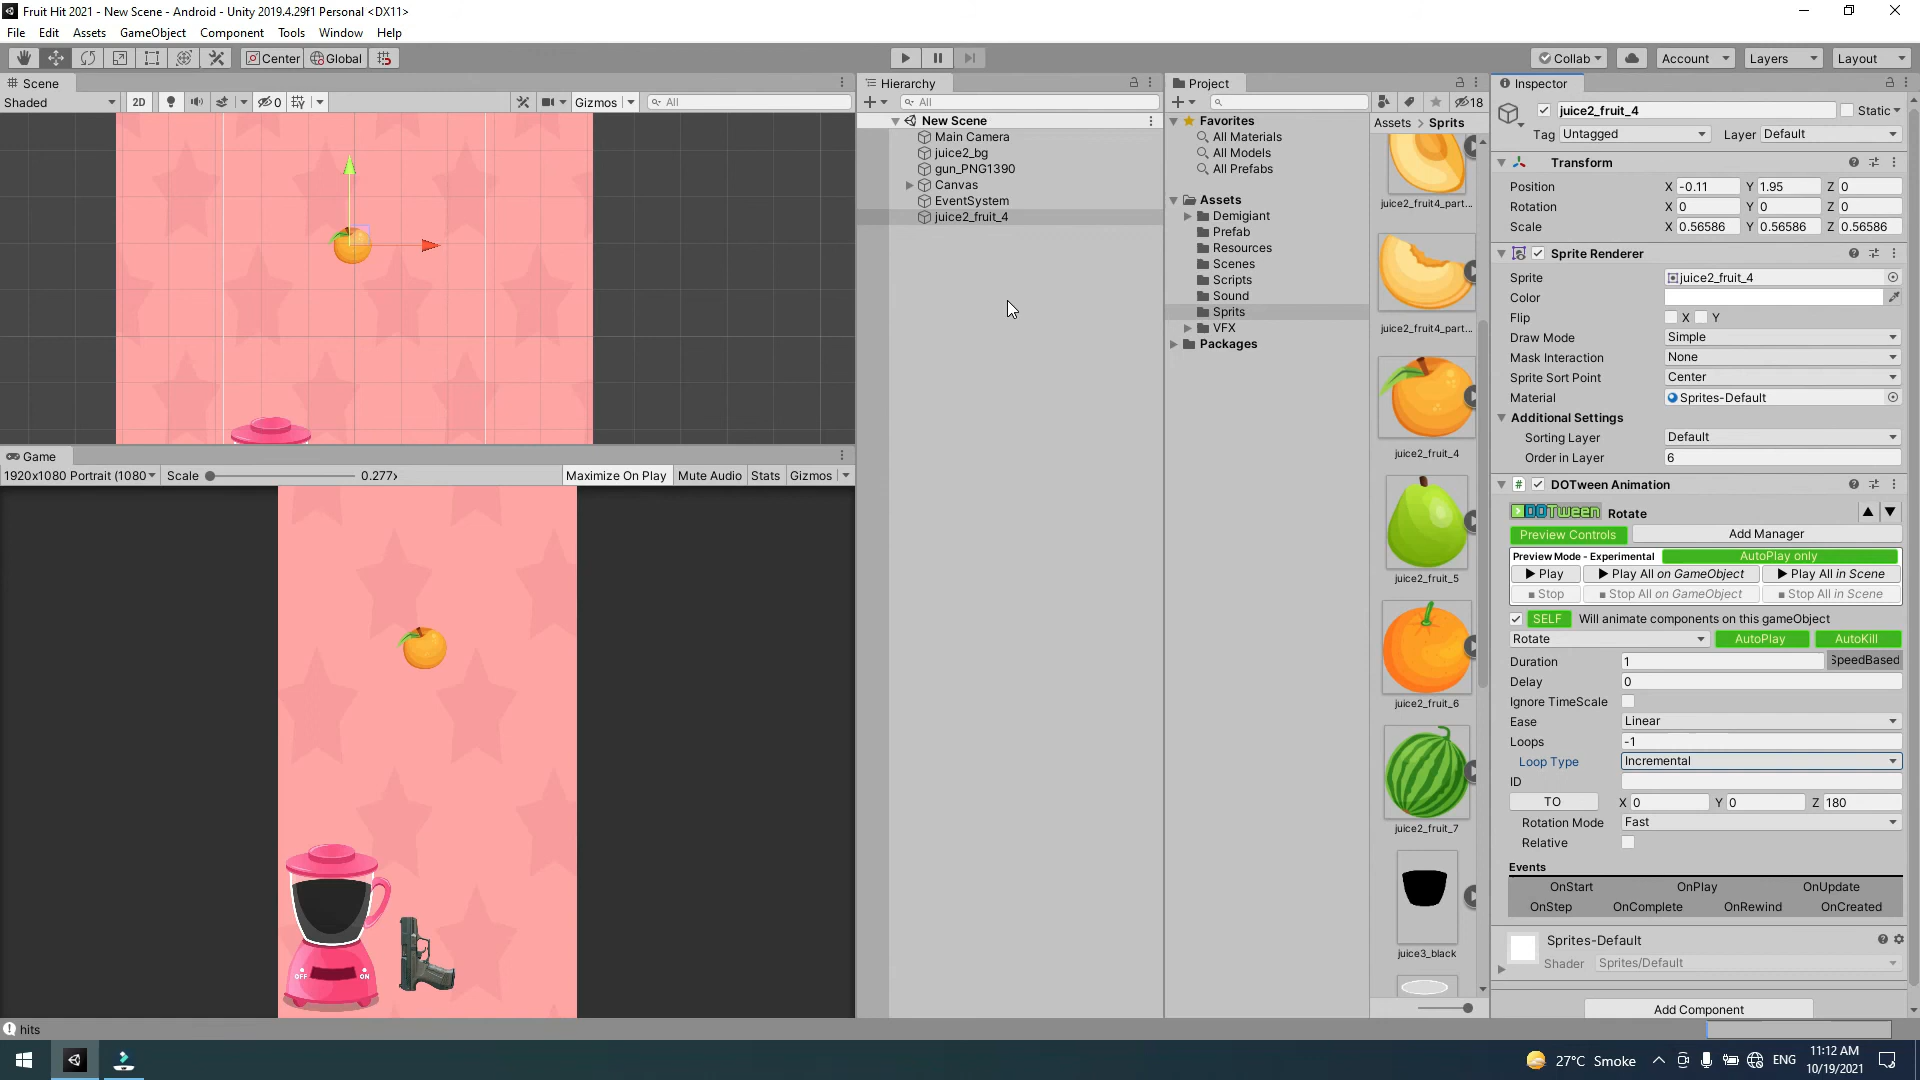 Fruit Hit 2021 - New Scene - Android - Unity 2019.4.29f1 Personal <DX11>
File Edit Assets GameObject Component Tools Window Help
Center Global Collab Account Layers Layout
Scene
Shaded 2D 0 Gizmos All
Game
1920x1080 Portrait (1080 Scale 0.277› Maximize On Play Mute Audio Stats Gizmos
OFF ON
Hierarchy
All
New Scene
Main Camera
juice2_bg
gun_PNG1390
Canvas
EventSystem
juice2_fruit_4
Project
18
Favorites
All Materials
All Models
All Prefabs
Assets
Demigiant
Prefab
Resources
Scenes
Scripts
Sound
Sprits
VFX
Packages
Assets > Sprits
juice2_fruit4_part...
juice2_fruit4_part...
juice2_fruit_4
juice2_fruit_5
juice2_fruit_6
juice2_fruit_7
juice3_black
Inspector
juice2_fruit_4 Static
Tag Untagged Layer Default
Transform
Position X -0.11 Y 1.95 Z 0
Rotation X 0 Y 0 Z 0
Scale X 0.56586 Y 0.56586 Z 0.56586
Sprite Renderer
Sprite juice2_fruit_4
Color
Flip X Y
Draw Mode Simple
Mask Interaction None
Sprite Sort Point Center
Material Sprites-Default
Additional Settings
Sorting Layer Default
Order in Layer 6
DOTween Animation
DOTween Rotate
Preview Controls Add Manager
Preview Mode - Experimental AutoPlay only
Play Play All on GameObject Play All in Scene
Stop Stop All on GameObject Stop All in Scene
SELF Will animate components on this gameObject
Rotate AutoPlay AutoKill
Duration 1 SpeedBased
Delay 0
Ignore TimeScale
Ease Linear
Loops -1
Loop Type Incremental
ID
TO X 0 Y 0 Z 180
Rotation Mode Fast
Relative
Events
OnStart OnPlay OnUpdate
OnStep OnComplete OnRewind OnCreated
Sprites-Default
Shader Sprites/Default
Add Component
hits
27°C Smoke ENG 11:12 AM
10/19/2021